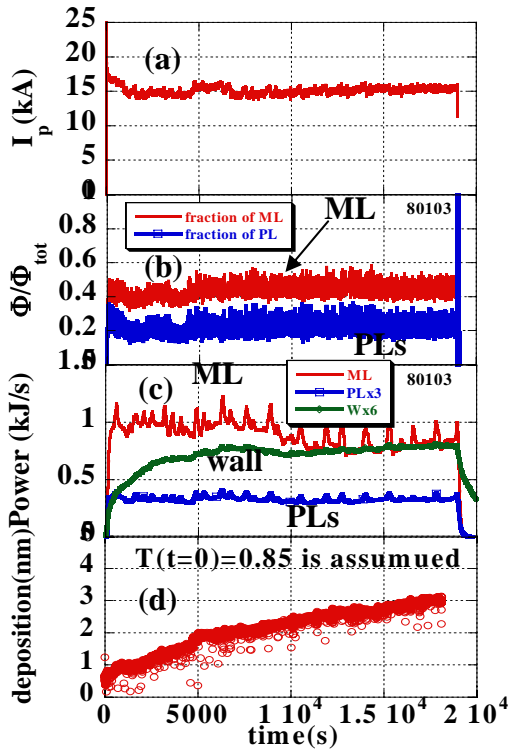 25
20
15
10
5
0
I_p (kA)
(a)
1
0.8
0.6
0.4
0.2
0
Φ/Φ_tot
fraction of ML
fraction of PL
ML
80103
(b)
PLs
1.5
1
0.5
0
Power (kJ/s)
(c)
ML
80103
ML
PLx3
Wx6
wall
PLs
4
3
2
1
0
deposition(nm)
T(t=0)=0.85 is assumued
(d)
0
5000
1 10^4
1.5 10^4
2 10^4
time(s)